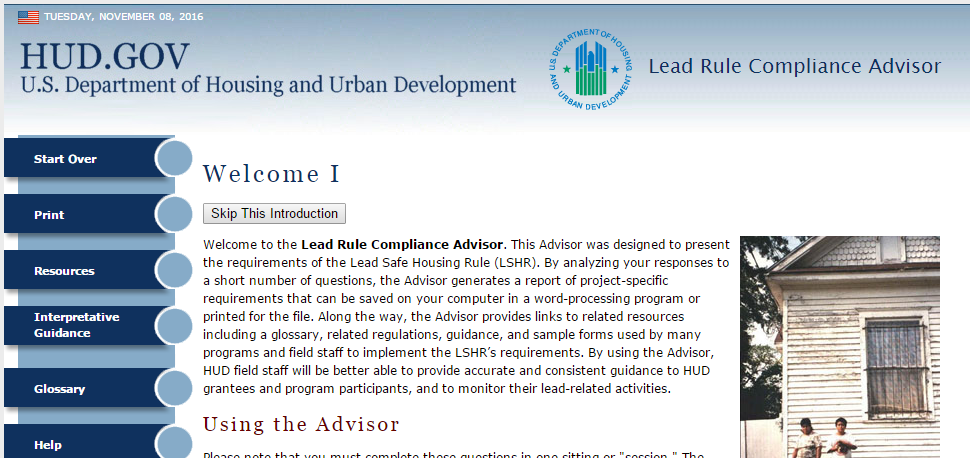 TUESDAY, NOVEMBER 08, 2016
HUD.GOV
U.S. Department of Housing and Urban Development
U.S. DEPARTMENT OF HOUSING AND URBAN DEVELOPMENT
Lead Rule Compliance Advisor
Start Over
Print
Resources
Interpretative
Guidance
Glossary
Help
Welcome I
Skip This Introduction
Welcome to the Lead Rule Compliance Advisor. This Advisor was designed to present
the requirements of the Lead Safe Housing Rule (LSHR). By analyzing your responses to
a short number of questions, the Advisor generates a report of project-specific
requirements that can be saved on your computer in a word-processing program or
printed for the file. Along the way, the Advisor provides links to related resources
including a glossary, related regulations, guidance, and sample forms used by many
programs and field staff to implement the LSHR's requirements. By using the Advisor,
HUD field staff will be better able to provide accurate and consistent guidance to HUD
grantees and program participants, and to monitor their lead-related activities.
Using the Advisor
Please note that you must complete these questions in one sitting or "session." The